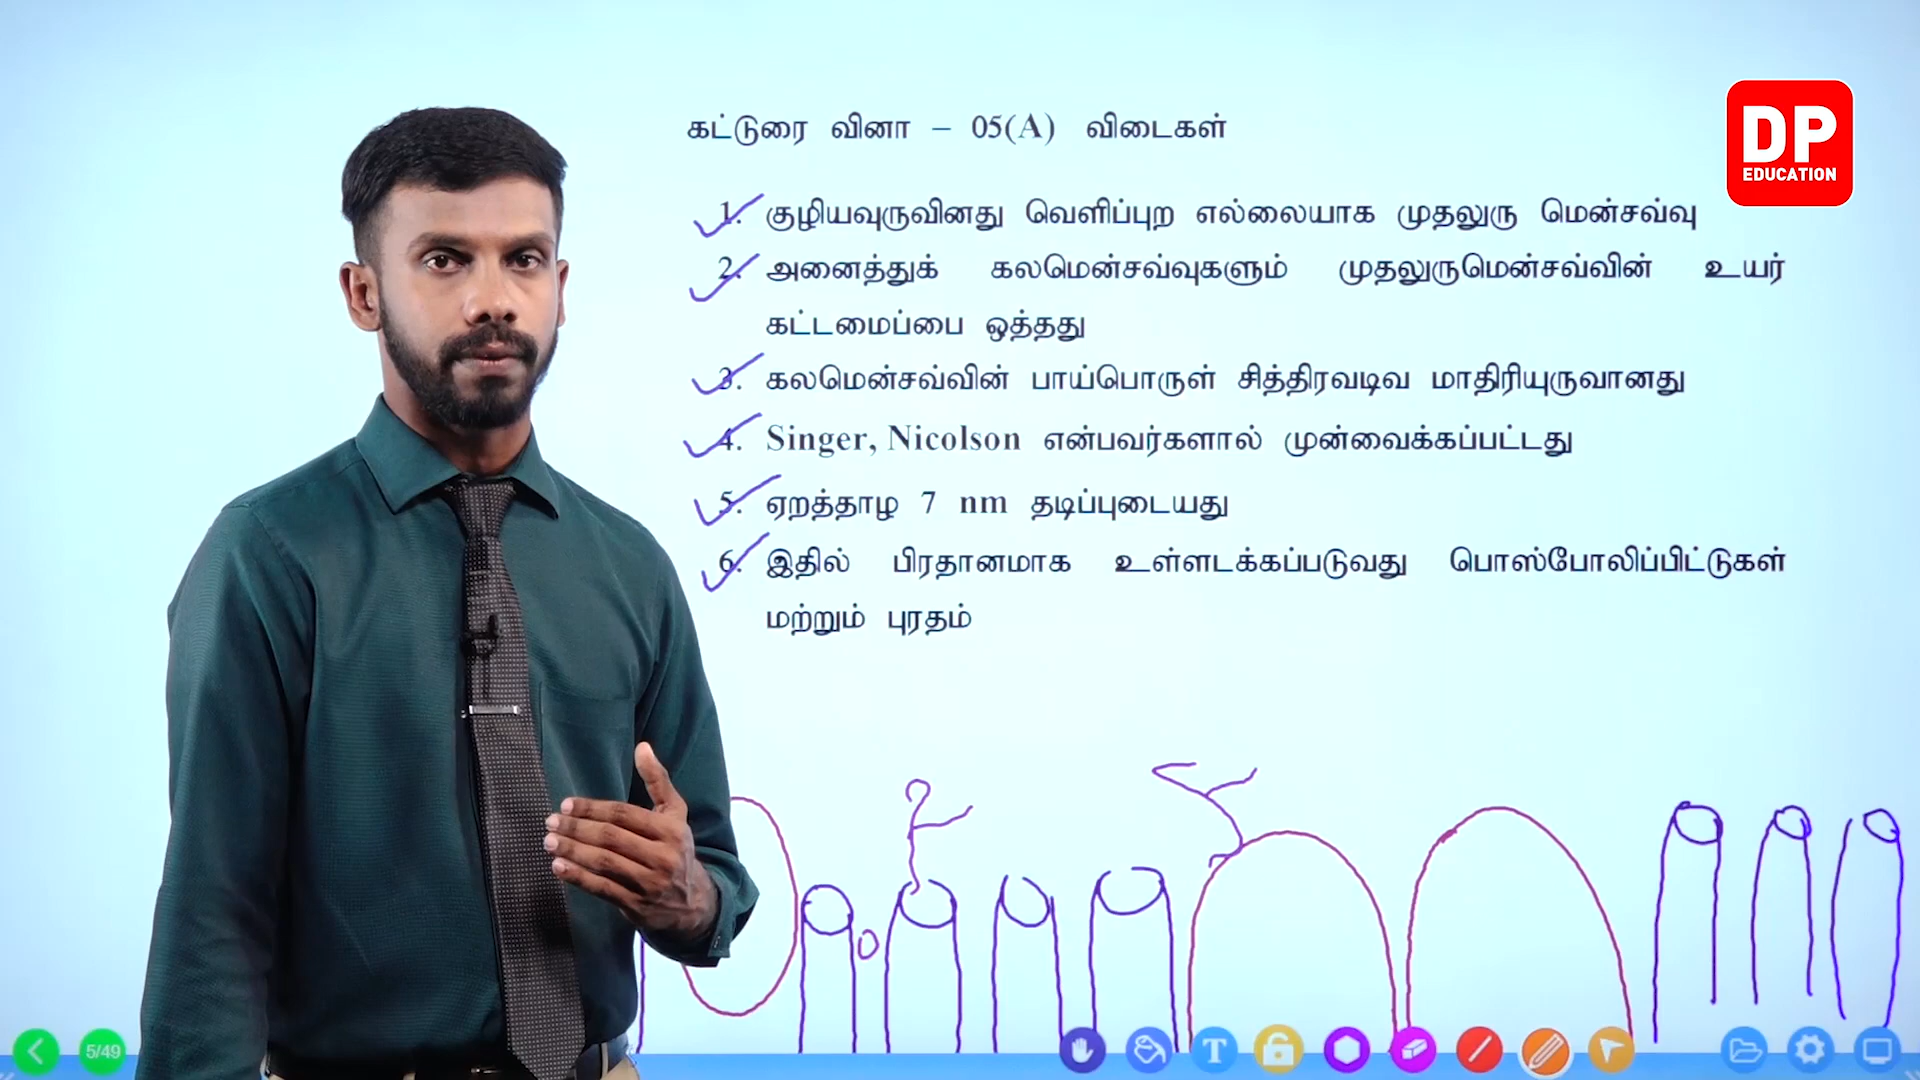 கட்டுரை வினா – 05(A) விடைகள்
DP
EDUCATION
1. குழியவுருவினது வெளிப்புற எல்லையாக முதலுரு மென்சவ்வு
2. அனைத்துக் கலமென்சவ்வுகளும் முதலுருமென்சவ்வின் உயர்
கட்டமைப்பை ஒத்தது
3. கலமென்சவ்வின் பாய்பொருள் சித்திரவடிவ மாதிரியுருவானது
4. Singer, Nicolson என்பவர்களால் முன்வைக்கப்பட்டது
5. ஏறத்தாழ 7 nm தடிப்புடையது
6. இதில் பிரதானமாக உள்ளடக்கப்படுவது பொஸ்போலிப்பிட்டுகள்
மற்றும் புரதம்
5/49
T